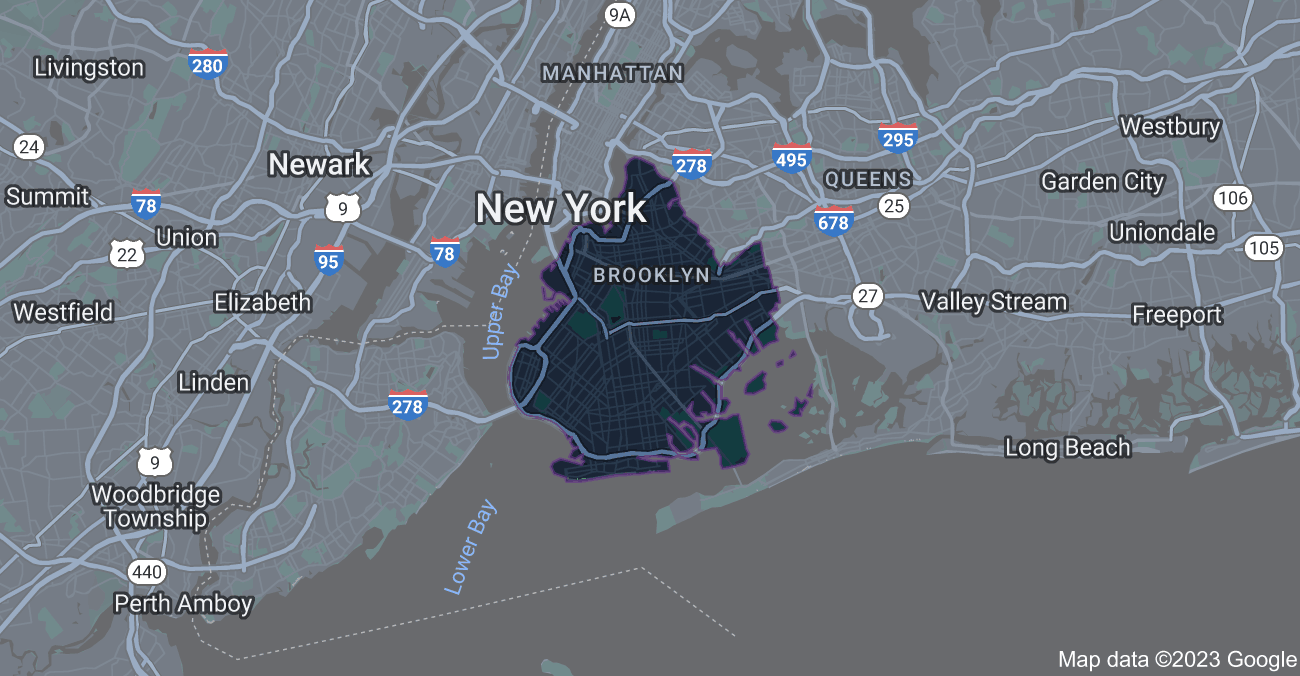 9A
Livingston
280
MANHATTAN
Westbury
24
295
Newark
278
495
QUEENS
Garden City
Summit
78
9
New York
25
106
678
Union
22
95
78
Uniondale
105
BROOKLYN
Upper Bay
27
Westfield
Elizabeth
Valley Stream
Freeport
Linden
278
Long Beach
9
Woodbridge
Township
Lower Bay
440
Perth Amboy
Map data ©2023 Google